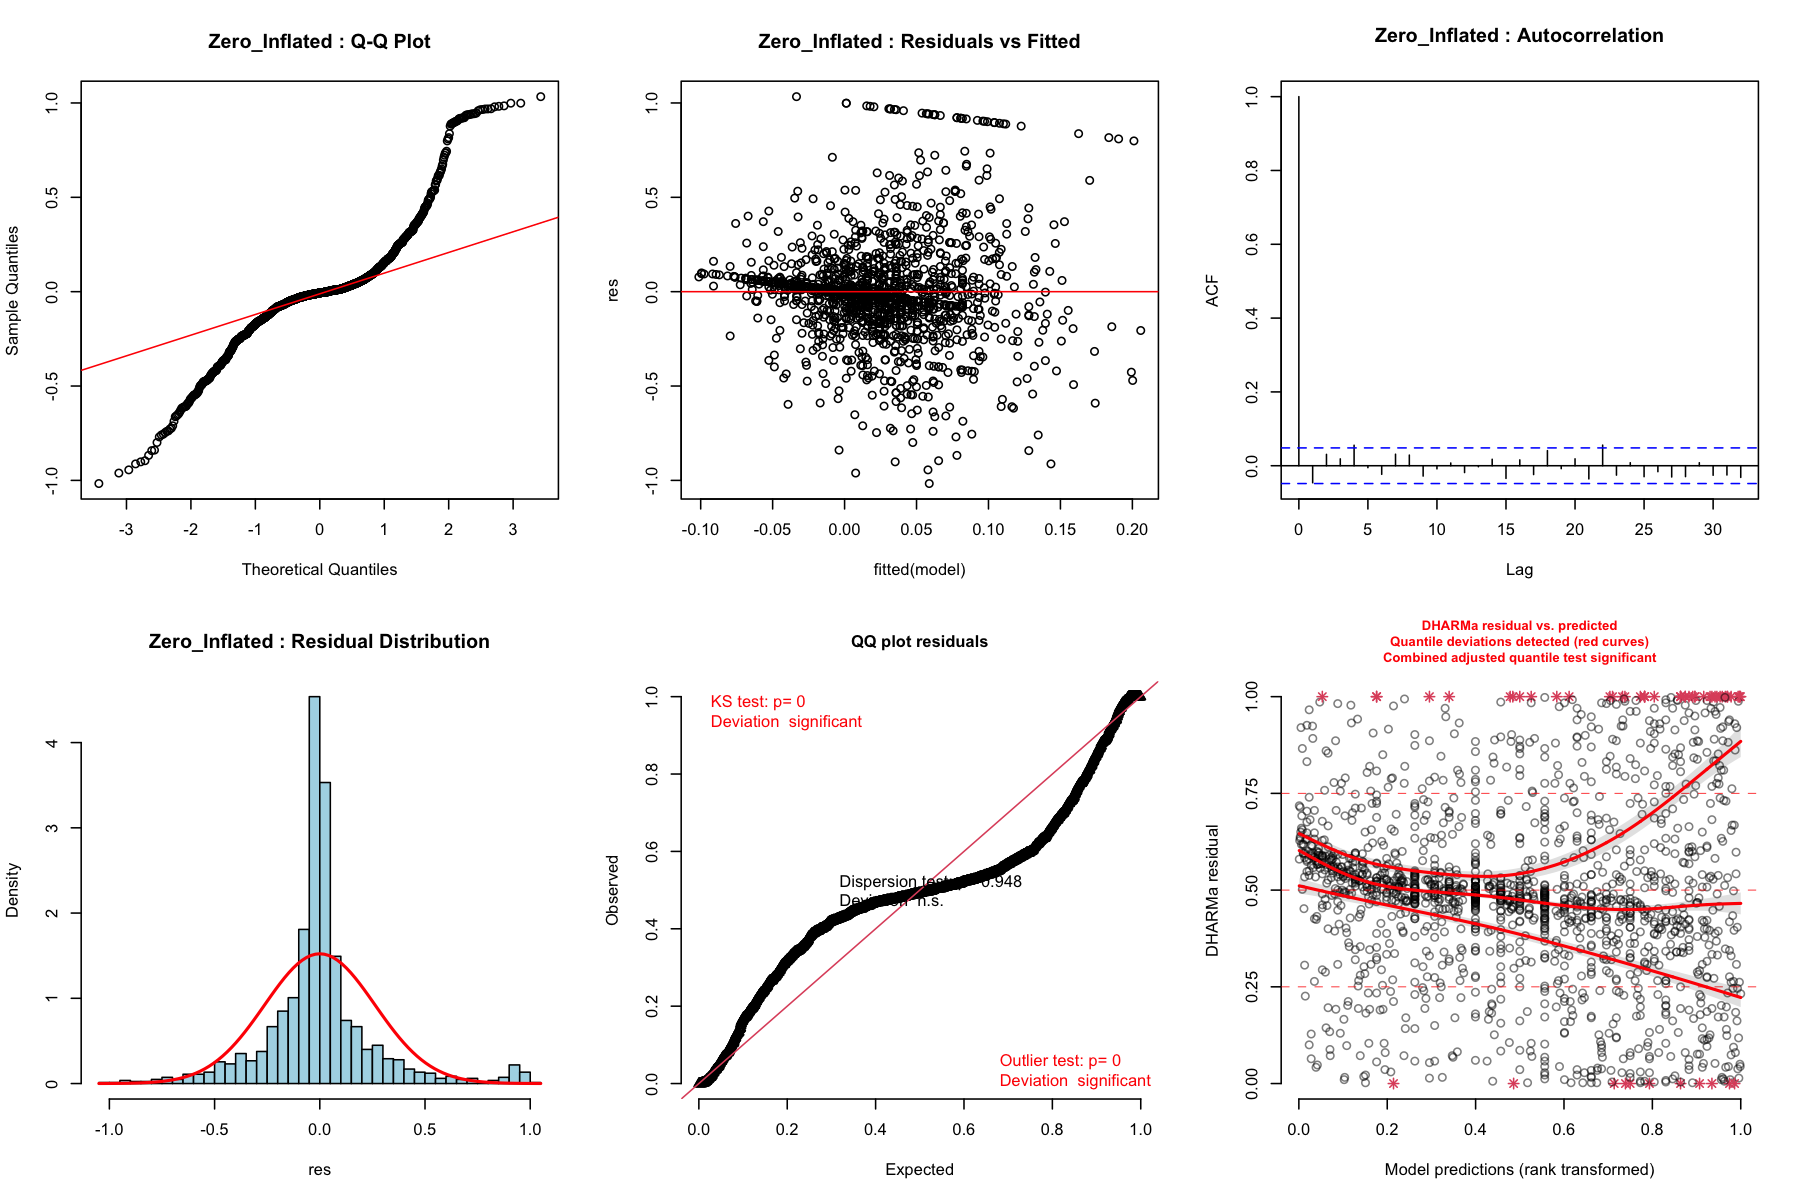 Zero_Inflated : Q-Q Plot
Sample Quantiles
1.0
0.5
0.0
-0.5
-1.0
-3 -2 -1 0 1 2 3
Theoretical Quantiles
Zero_Inflated : Residuals vs Fitted
res
1.0
0.5
0.0
-0.5
-1.0
-0.10 -0.05 0.00 0.05 0.10 0.15 0.20
fitted(model)
Zero_Inflated : Autocorrelation
ACF
1.0
0.8
0.6
0.4
0.2
0.0
0 5 10 15 20 25 30
Lag
Zero_Inflated : Residual Distribution
Density
4
3
2
1
0
-1.0 -0.5 0.0 0.5 1.0
res
QQ plot residuals
KS test: p= 0
Deviation significant
Dispersion test: 0.948
n.s.
Outlier test: p= 0
Deviation significant
Observed
1.0
0.8
0.6
0.4
0.2
0.0
0.0 0.2 0.4 0.6 0.8 1.0
Expected
DHARMa residual vs. predicted
Quantile deviations detected (red curves)
Combined adjusted quantile test significant
DHARMa residual
1.00
0.75
0.50
0.25
0.00
0.0 0.2 0.4 0.6 0.8 1.0
Model predictions (rank transformed)